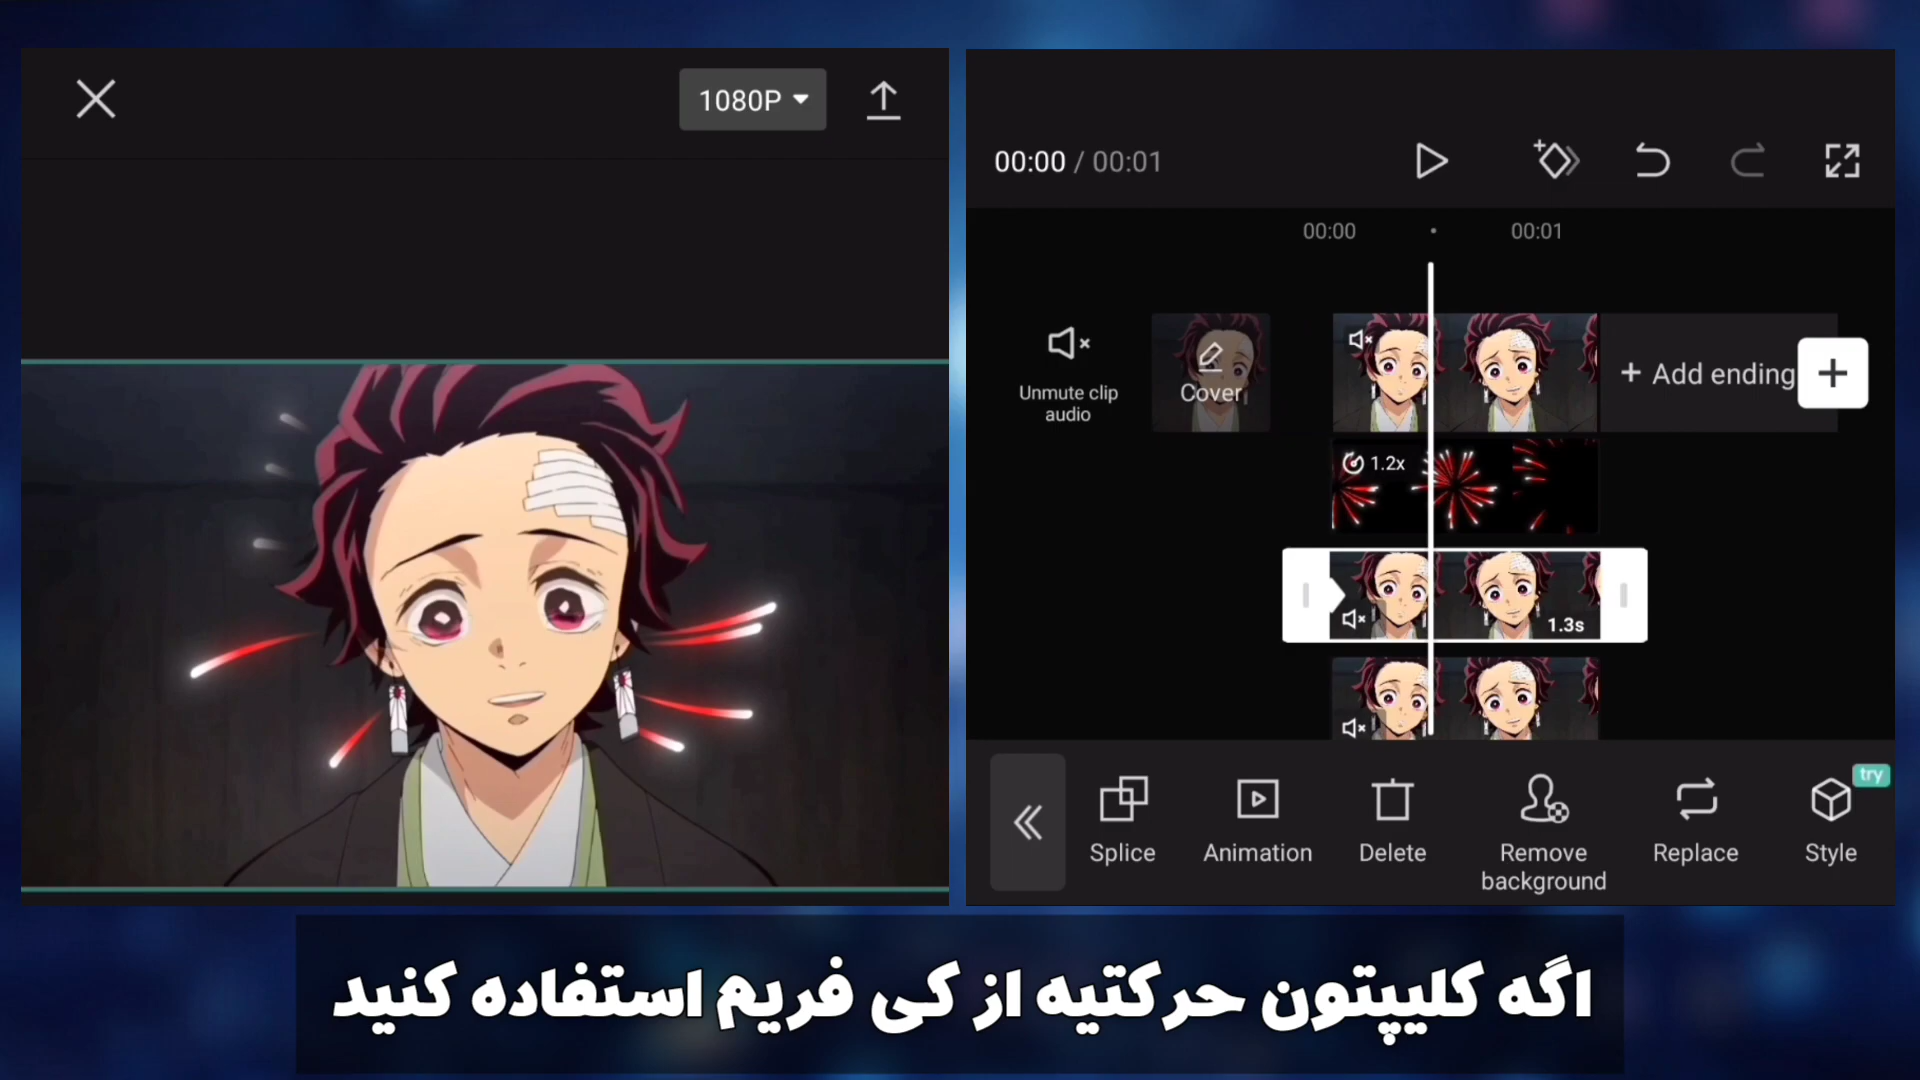 1080P
00:00 / 00:01
00:00
00:01
Unmute clip
audio
Cover
+ Add ending
1.2x
1.3s
Splice
Animation
Delete
Remove
background
Replace
Style
try
اگه کلیپتون حرکتیه از کی فریم استفاده کنید